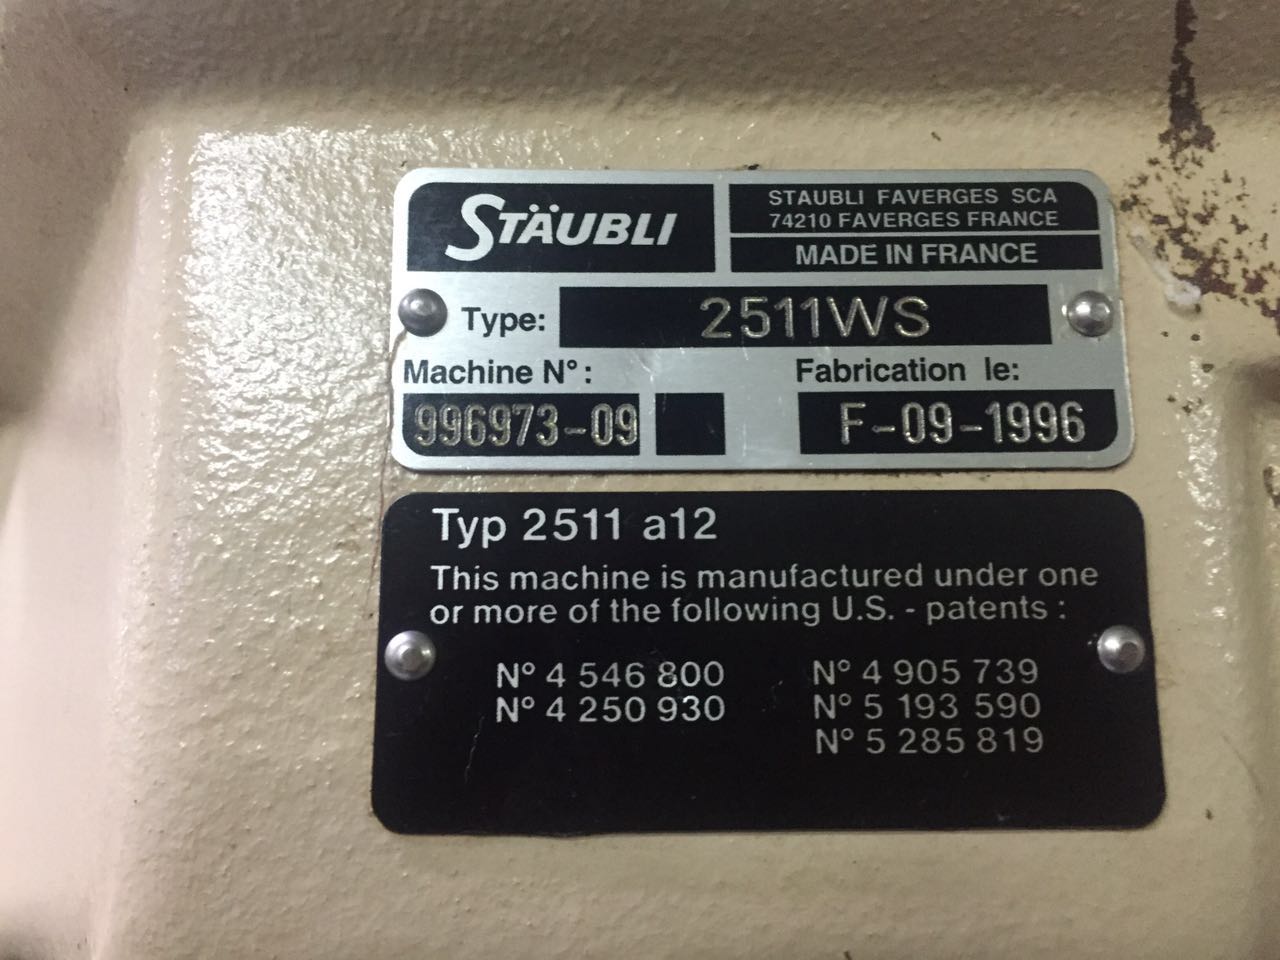 STÄUBLI
STAUBLI FAVERGES SCA
74210 FAVERGES FRANCE
MADE IN FRANCE
Type: 2511WS
Machine N° : Fabrication le:
996973-09 F-09-1996
Typ 2511 a12
This machine is manufactured under one
or more of the following U.S. - patents :
N° 4 546 800 N° 4 905 739
N° 4 250 930 N° 5 193 590
N° 5 285 819